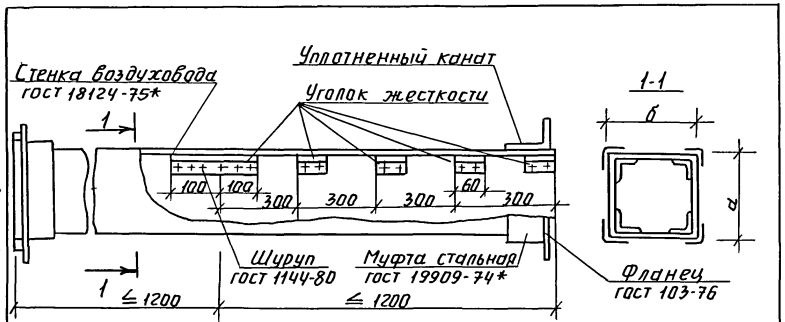 Уплотненный канат
Стенка воздуховода
гост 18124-75*
Уголок жесткости
1-1
1
б
а
100 100
60
300 300 300 300
Шуруп
гост 1144-80
Муфта стальная
гост 19909-74*
Фланец
гост 103-76
1
≤ 1200
≤ 1200